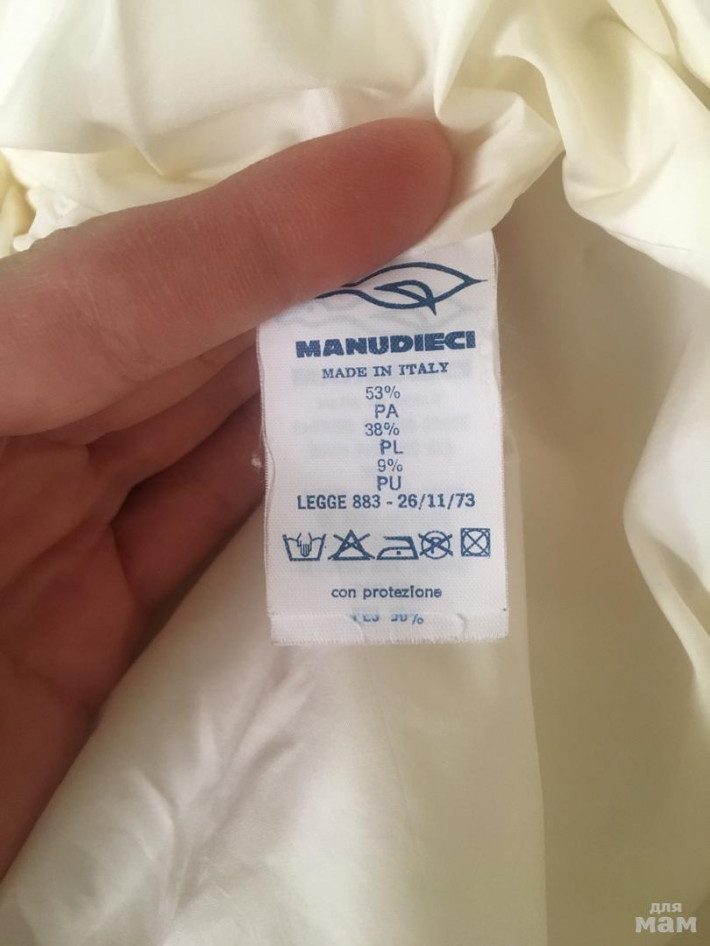 MANUDIECI
MADE IN ITALY
53%
PA
38%
PL
9%
PU
LEGGE 883 - 26/11/73
con protezione
для
мам